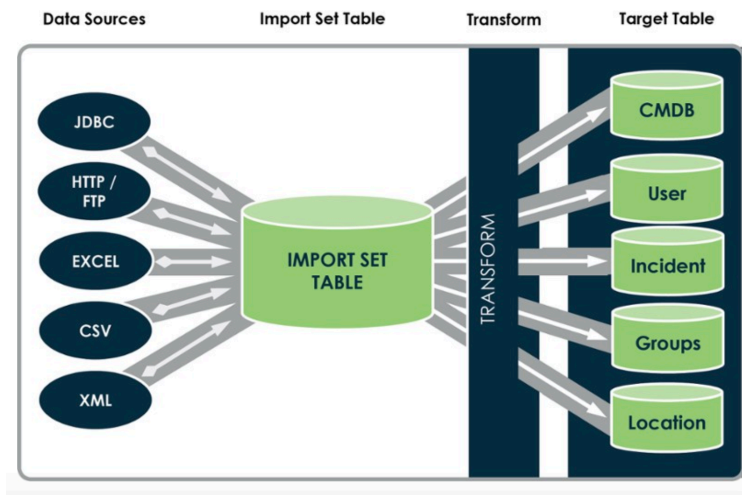 Data Sources
Import Set Table
Transform
Target Table
JDBC
HTTP /
FTP
EXCEL
CSV
XML
IMPORT SET
TABLE
TRANSFORM
CMDB
User
Incident
Groups
Location